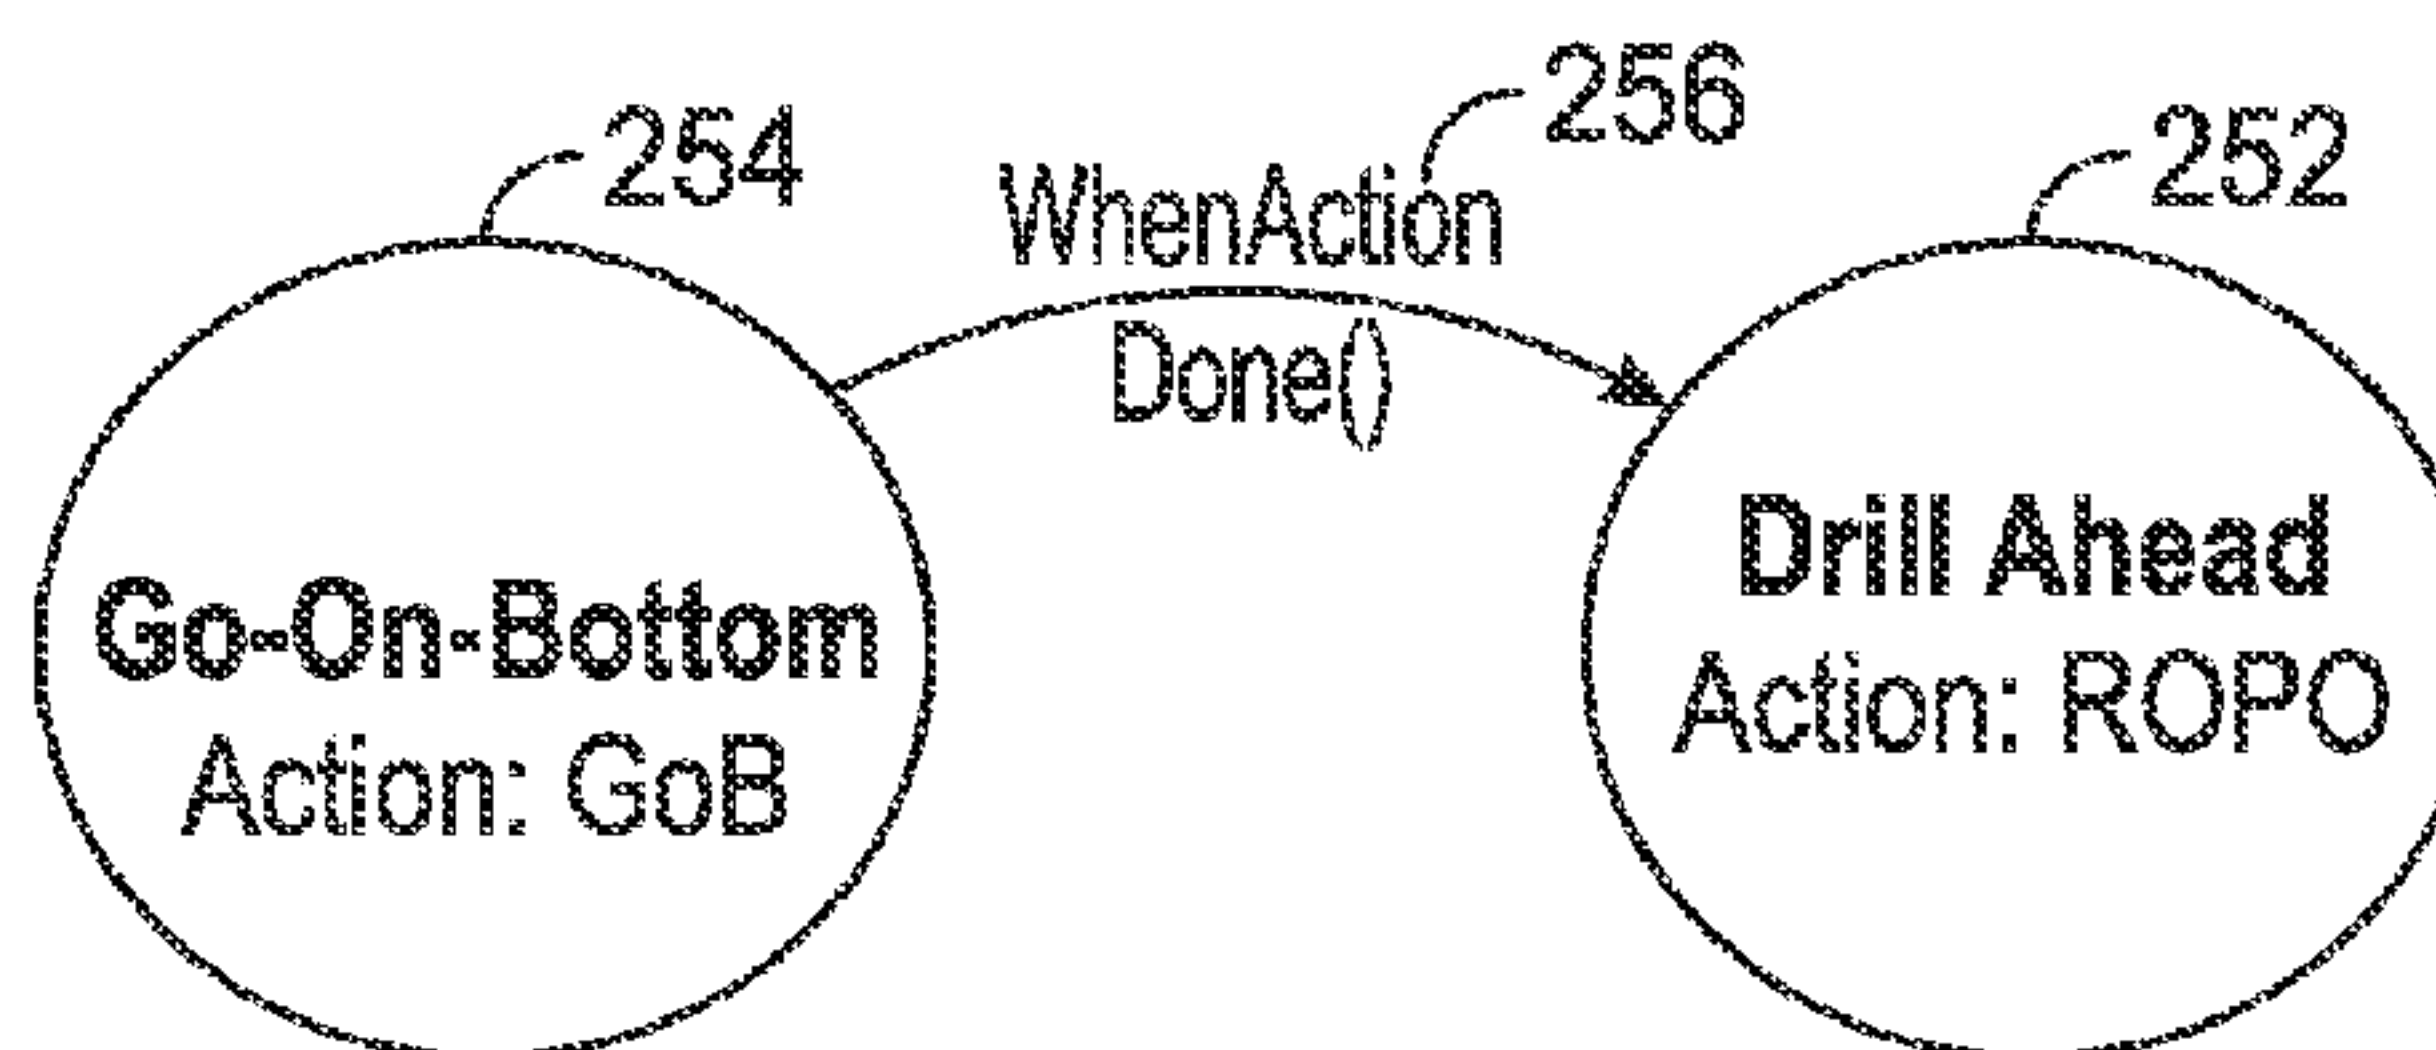 254
256
252
WhenAction
Done()
Go-On-Bottom
Action: GoB
Drill Ahead
Action: ROPO